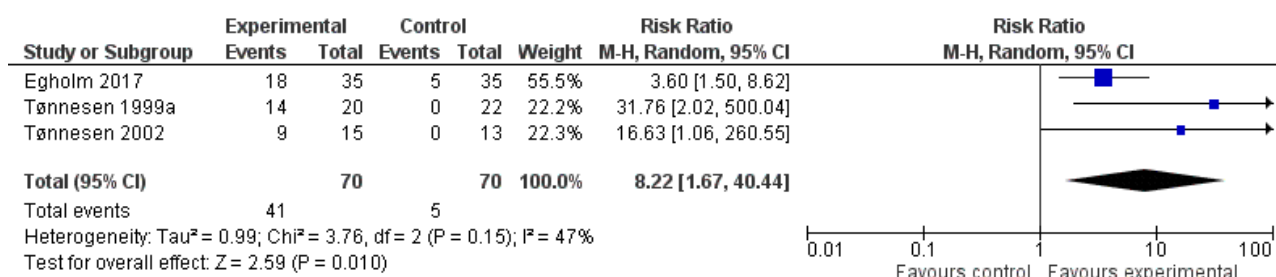 Experimental Control Risk Ratio Risk Ratio
Study or Subgroup Events Total Events Total Weight M-H, Random, 95% CI M-H, Random, 95% CI
Egholm 2017 18 35 5 35 55.5% 3.60 [1.50, 8.62]
Tønnesen 1999a 14 20 0 22 22.2% 31.76 [2.02, 500.04]
Tønnesen 2002 9 15 0 13 22.3% 16.63 [1.06, 260.55]
Total (95% CI) 70 70 100.0% 8.22 [1.67, 40.44]
Total events 41 5
Heterogeneity: Tau² = 0.99; Chi² = 3.76, df = 2 (P = 0.15); I² = 47%
Test for overall effect: Z = 2.59 (P = 0.010)
0.01 0.1 1 10 100
Favours control Favours experimental